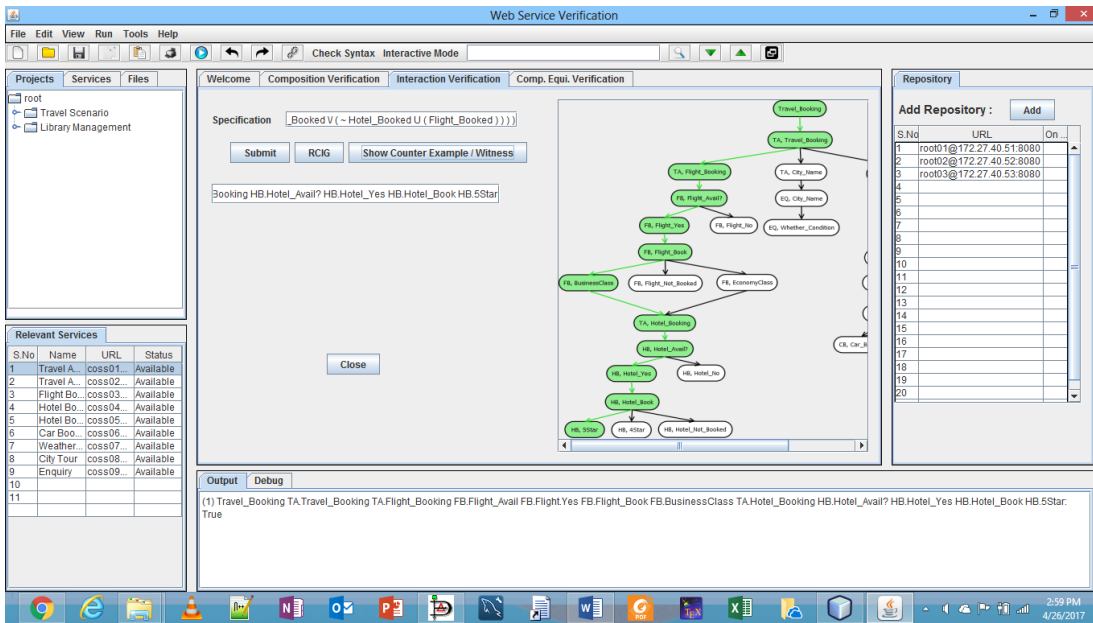 Web Service Verification
File Edit View Run Tools Help
Check Syntax Interactive Mode
Projects Services Files
root
Travel Scenario
Library Management
Relevant Services
S.No Name URL Status
1 Travel A... coss01... Available
2 Travel A... coss02... Available
3 Flight Bo... coss03... Available
4 Hotel Bo... coss04... Available
5 Hotel Bo... coss05... Available
6 Car Boo... coss06... Available
7 Weather... coss07... Available
8 City Tour coss08... Available
9 Enquiry coss09... Available
10
11
Welcome Composition Verification Interaction Verification Comp. Equi. Verification
Specification _Booked V ( ~ Hotel_Booked U ( Flight_Booked ) ) ) )
Submit RCIG Show Counter Example / Witness
Booking HB.Hotel_Avail? HB.Hotel_Yes HB.Hotel_Book HB.5Star
Close
Travel_Booking
TA, Travel_Booking
TA, Flight_Booking TA, City_Name
FB, Flight_Avail? EQ, City_Name
FB, Flight_Yes FB, Flight_No EQ, Whether_Condition
FB, Flight_Book
FB, BusinessClass FB, Flight_Not_Booked FB, EconomyClass
TA, Hotel_Booking
HB, Hotel_Avail? CB, Car_B
HB, Hotel_Yes HB, Hotel_No
HB, Hotel_Book
HB, 5Star HB, 4Star HB, Hotel_Not_Booked
Repository
Add Repository : Add
S.No URL On ...
1 root01@172.27.40.51:8080
2 root02@172.27.40.52:8080
3 root03@172.27.40.53:8080
4
5
6
7
8
9
10
11
12
13
14
15
16
17
18
19
20
Output Debug
(1) Travel_Booking TA.Travel_Booking TA.Flight_Booking FB.Flight_Avail FB.Flight.Yes FB.Flight_Book FB.BusinessClass TA.Hotel_Booking HB.Hotel_Avail? HB.Hotel_Yes HB.Hotel_Book HB.5Star:
True
2:59 PM
4/26/2017